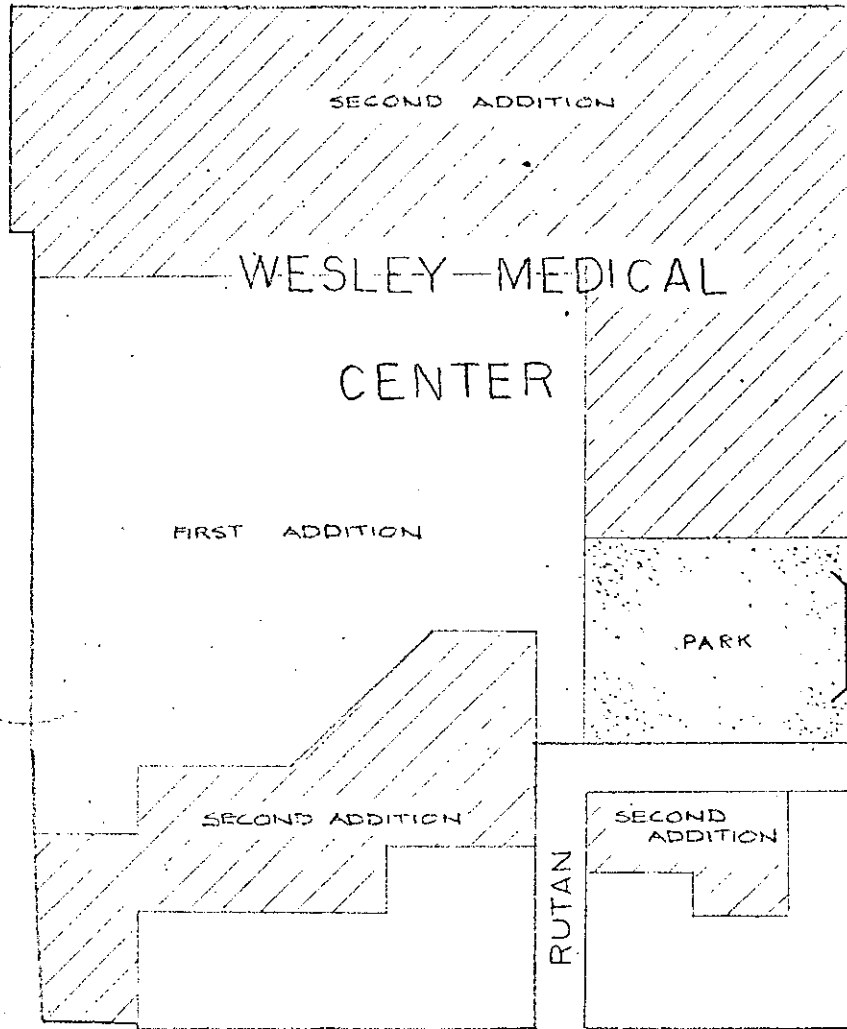 SECOND ADDITION
WESLEY-MEDICAL
CENTER
FIRST ADDITION
PARK
SECOND ADDITION
SECOND
ADDITION
RUTAN